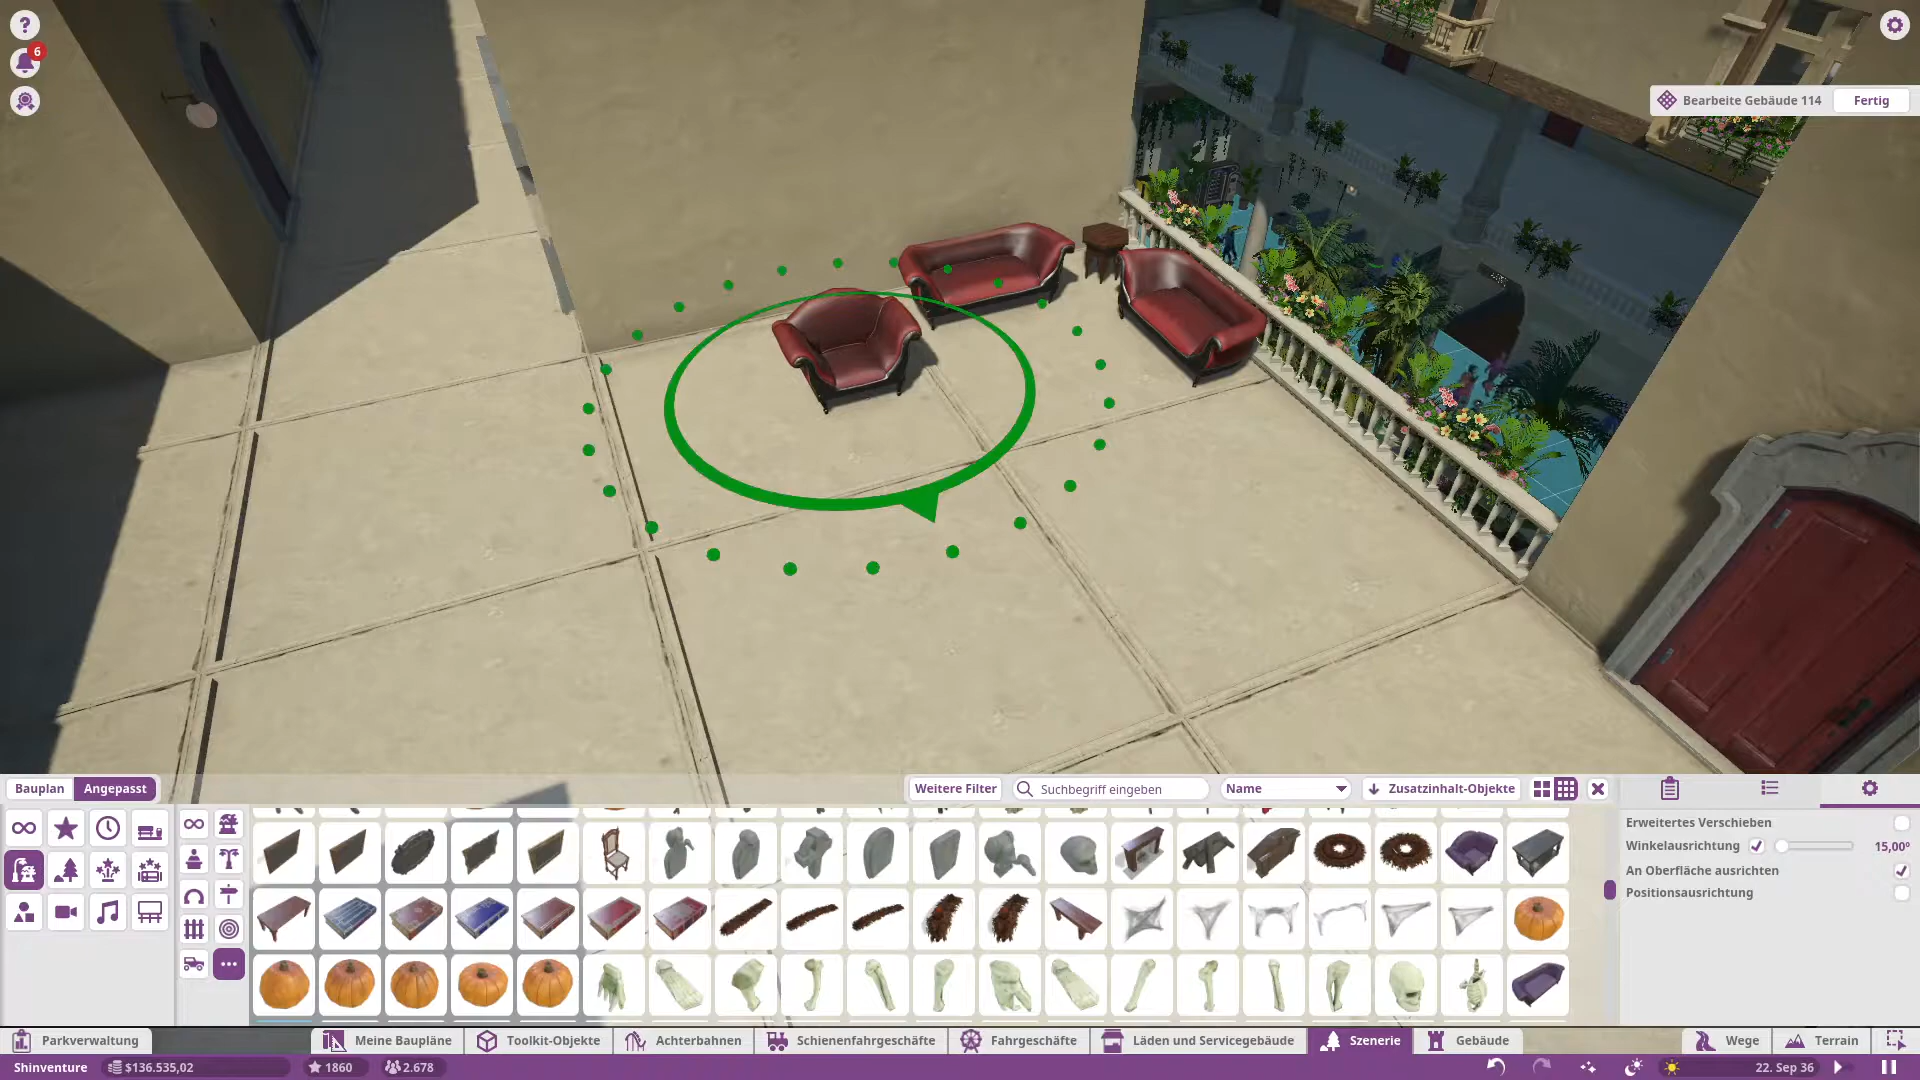 6
Bearbeite Gebäude 114
Fertig
Bauplan
Angepasst
Weitere Filter
Suchbegriff eingeben
Name
Zusatzinhalt-Objekte
Erweitertes Verschieben
Winkelausrichtung
15,00°
An Oberfläche ausrichten
Positionsausrichtung
Parkverwaltung
Meine Baupläne
Toolkit-Objekte
Achterbahnen
Schienenfahrgeschäfte
Fahrgeschäfte
Läden und Servicegebäude
Szenerie
Gebäude
Wege
Terrain
Shinventure
$136.535,02
1860
2.678
22. Sep 36